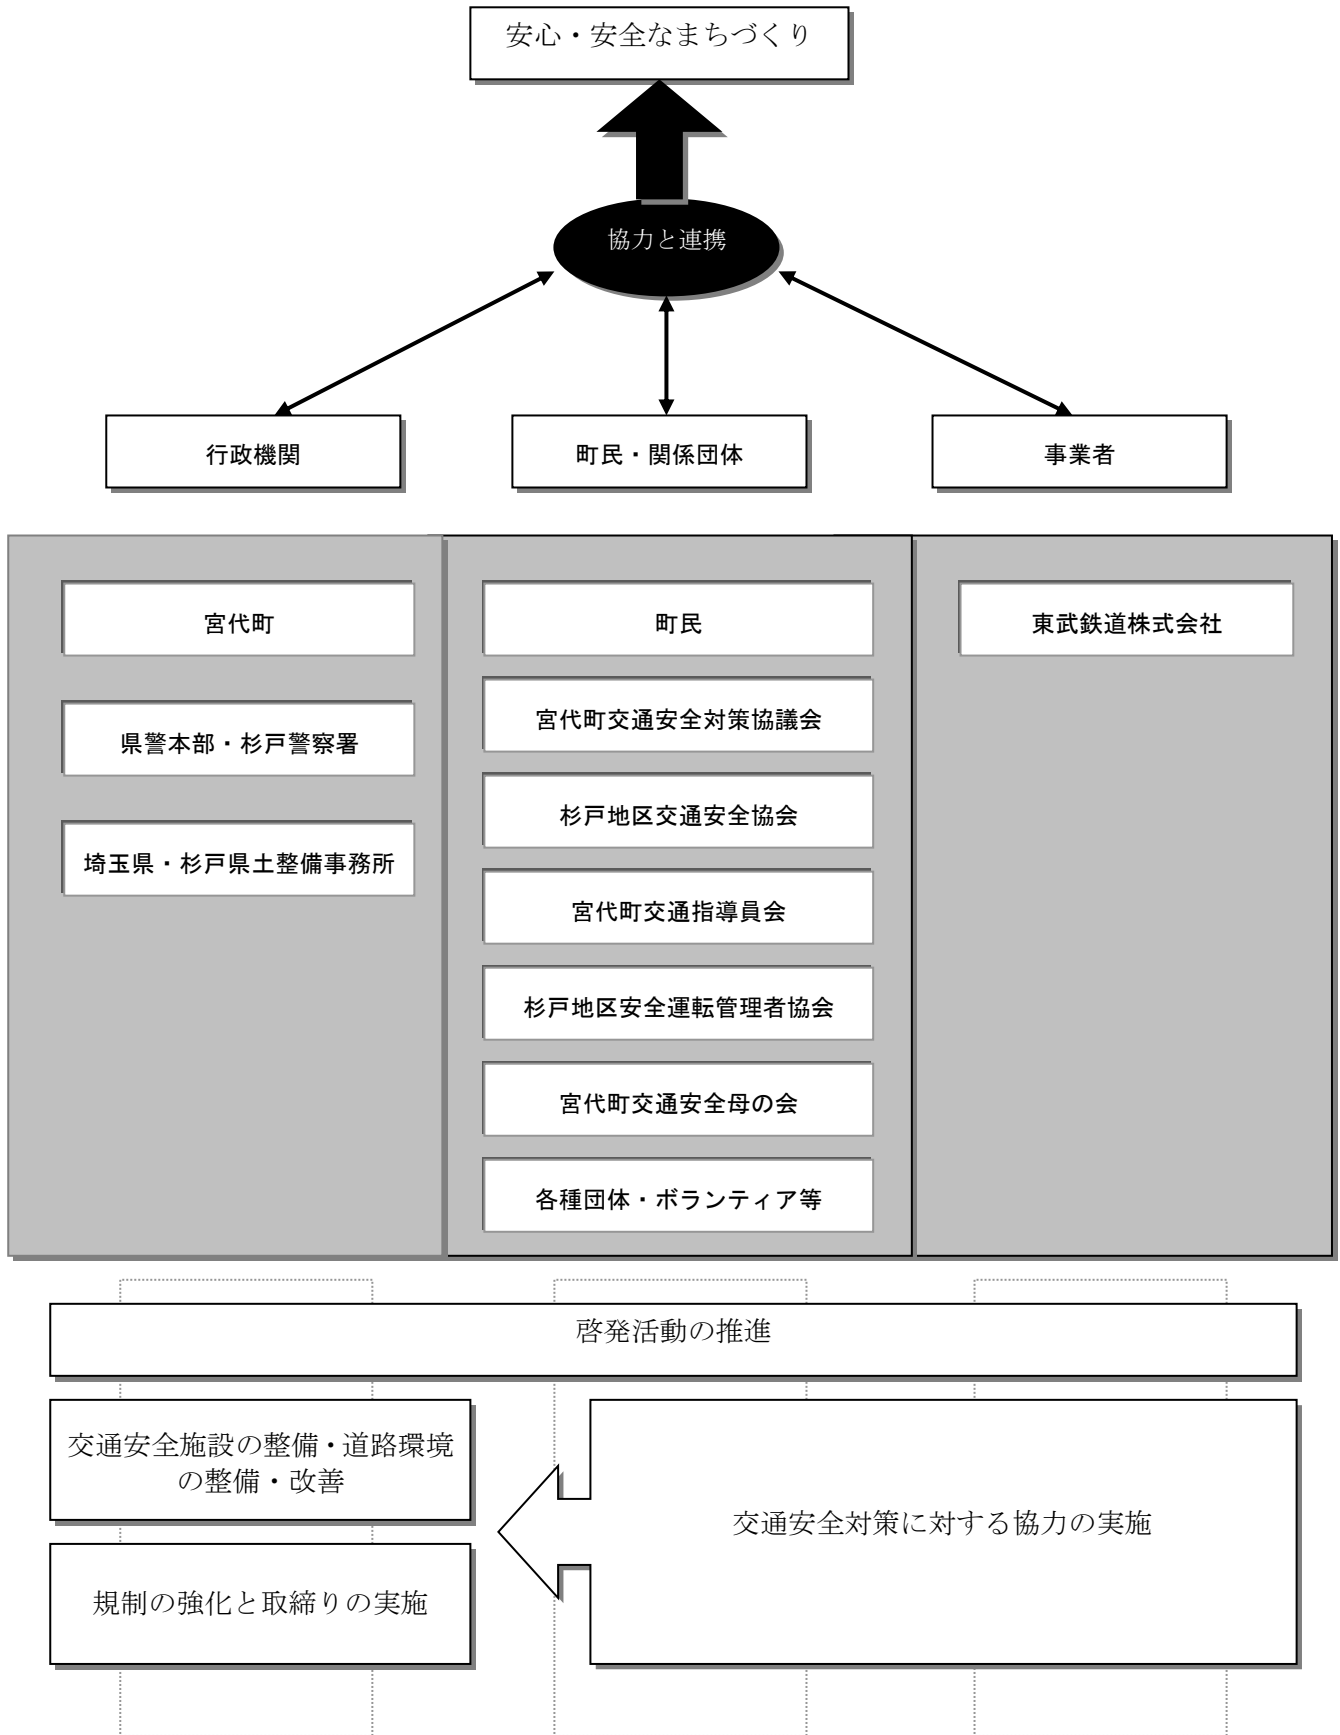 安心・安全なまちづくり
協力と連携
行政機関
町民・関係団体
事業者
宮代町
県警本部・杉戸警察署
埼玉県・杉戸県土整備事務所
町民
宮代町交通安全対策協議会
杉戸地区交通安全協会
宮代町交通指導員会
杉戸地区安全運転管理者協会
宮代町交通安全母の会
各種団体・ボランティア等
東武鉄道株式会社
啓発活動の推進
交通安全施設の整備・道路環境
の整備・改善
規制の強化と取締りの実施
交通安全対策に対する協力の実施